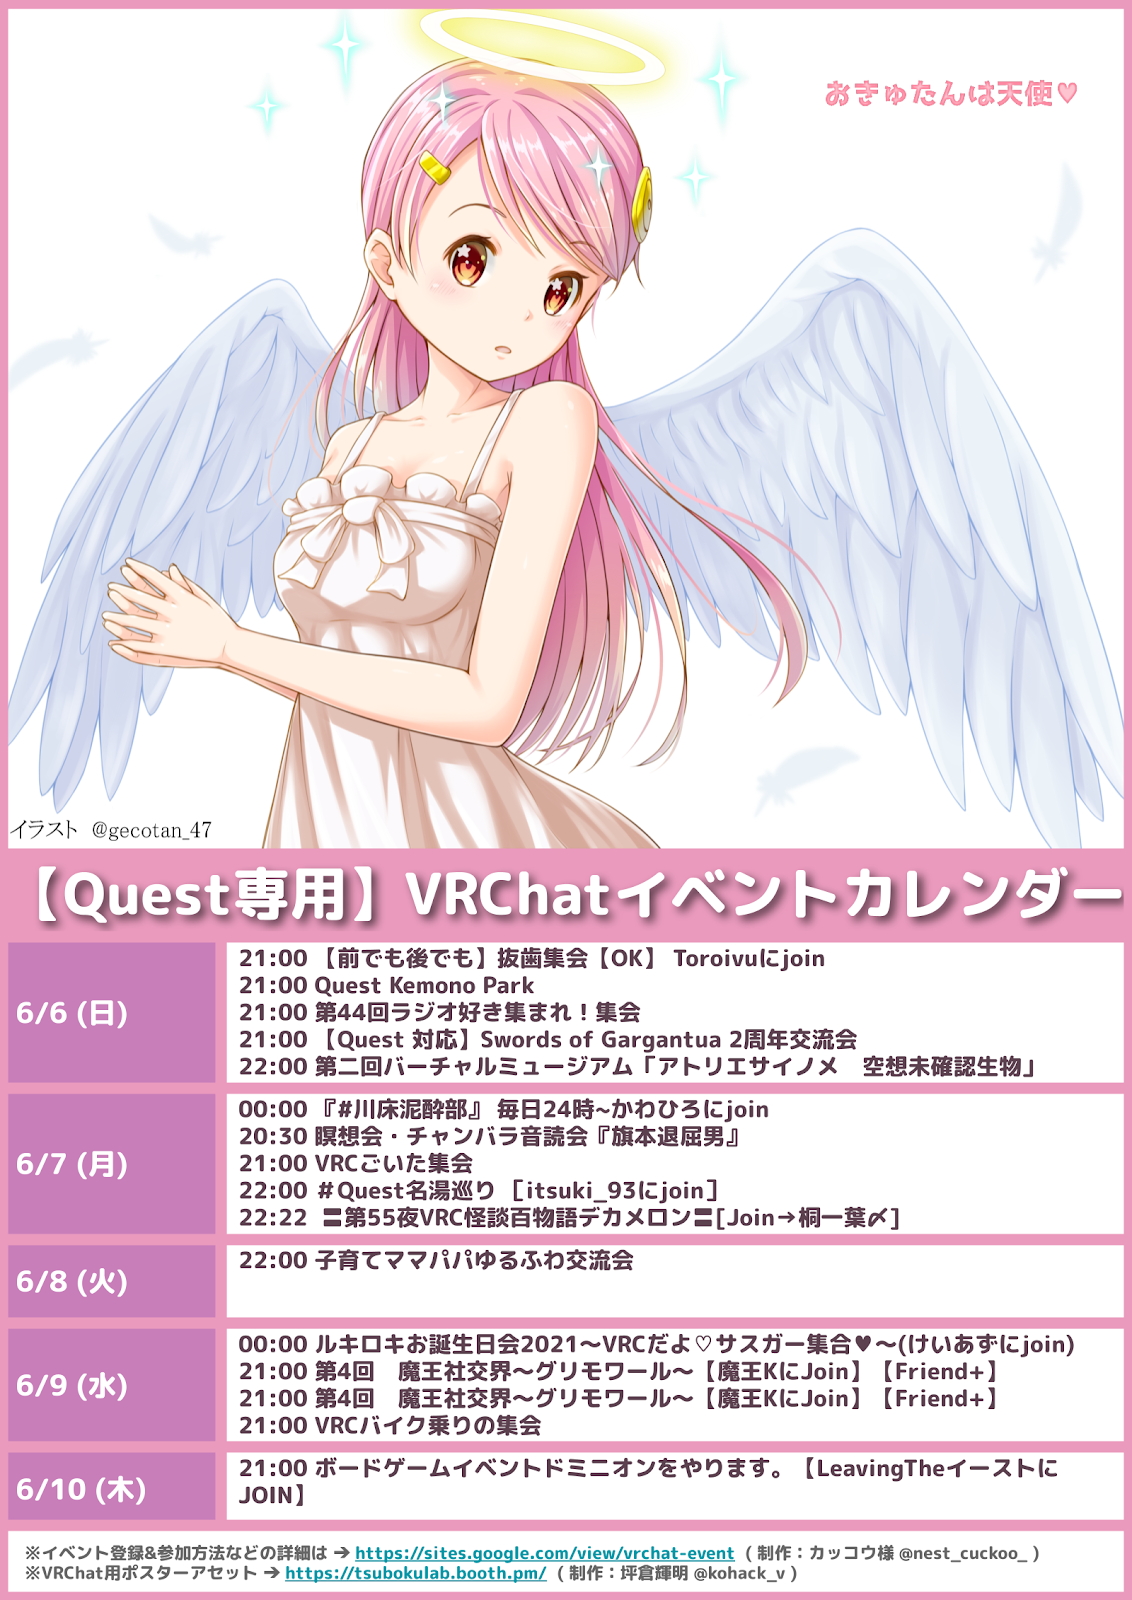 おきゅたんは天使♥
イラスト @gecotan_47
【Quest専用】VRChatイベントカレンダー
6/6 (日)
21:00 【前でも後でも】抜歯集会【OK】 Toroivuにjoin
21:00 Quest Kemono Park
21:00 第44回ラジオ好き集まれ！集会
21:00 【Quest 対応】Swords of Gargantua 2周年交流会
22:00 第二回バーチャルミュージアム「アトリエサイノメ　空想未確認生物」
6/7 (月)
00:00 『#川床泥酔部』 毎日24時~かわひろにjoin
20:30 瞑想会・チャンバラ音読会『旗本退屈男』
21:00 VRCごいた集会
22:00 ＃Quest名湯巡り ［itsuki_93にjoin］
22:22 〓第55夜VRC怪談百物語デカメロン〓[Join→桐一葉〆]
6/8 (火)
22:00 子育てママパパゆるふわ交流会
6/9 (水)
00:00 ルキロキお誕生日会2021～VRCだよ♡サスガー集合♥～(けいあずにjoin)
21:00 第4回　魔王社交界～グリモワール～【魔王KにJoin】【Friend+】
21:00 第4回　魔王社交界～グリモワール～【魔王KにJoin】【Friend+】
21:00 VRCバイク乗りの集会
6/10 (木)
21:00 ボードゲームイベントドミニオンをやります。【LeavingTheイーストに
JOIN】
※イベント登録&参加方法などの詳細は → https://sites.google.com/view/vrchat-event ( 制作：カッコウ様 @nest_cuckoo_ )
※VRChat用ポスターアセット → https://tsubokulab.booth.pm/ ( 制作：坪倉輝明 @kohack_v )